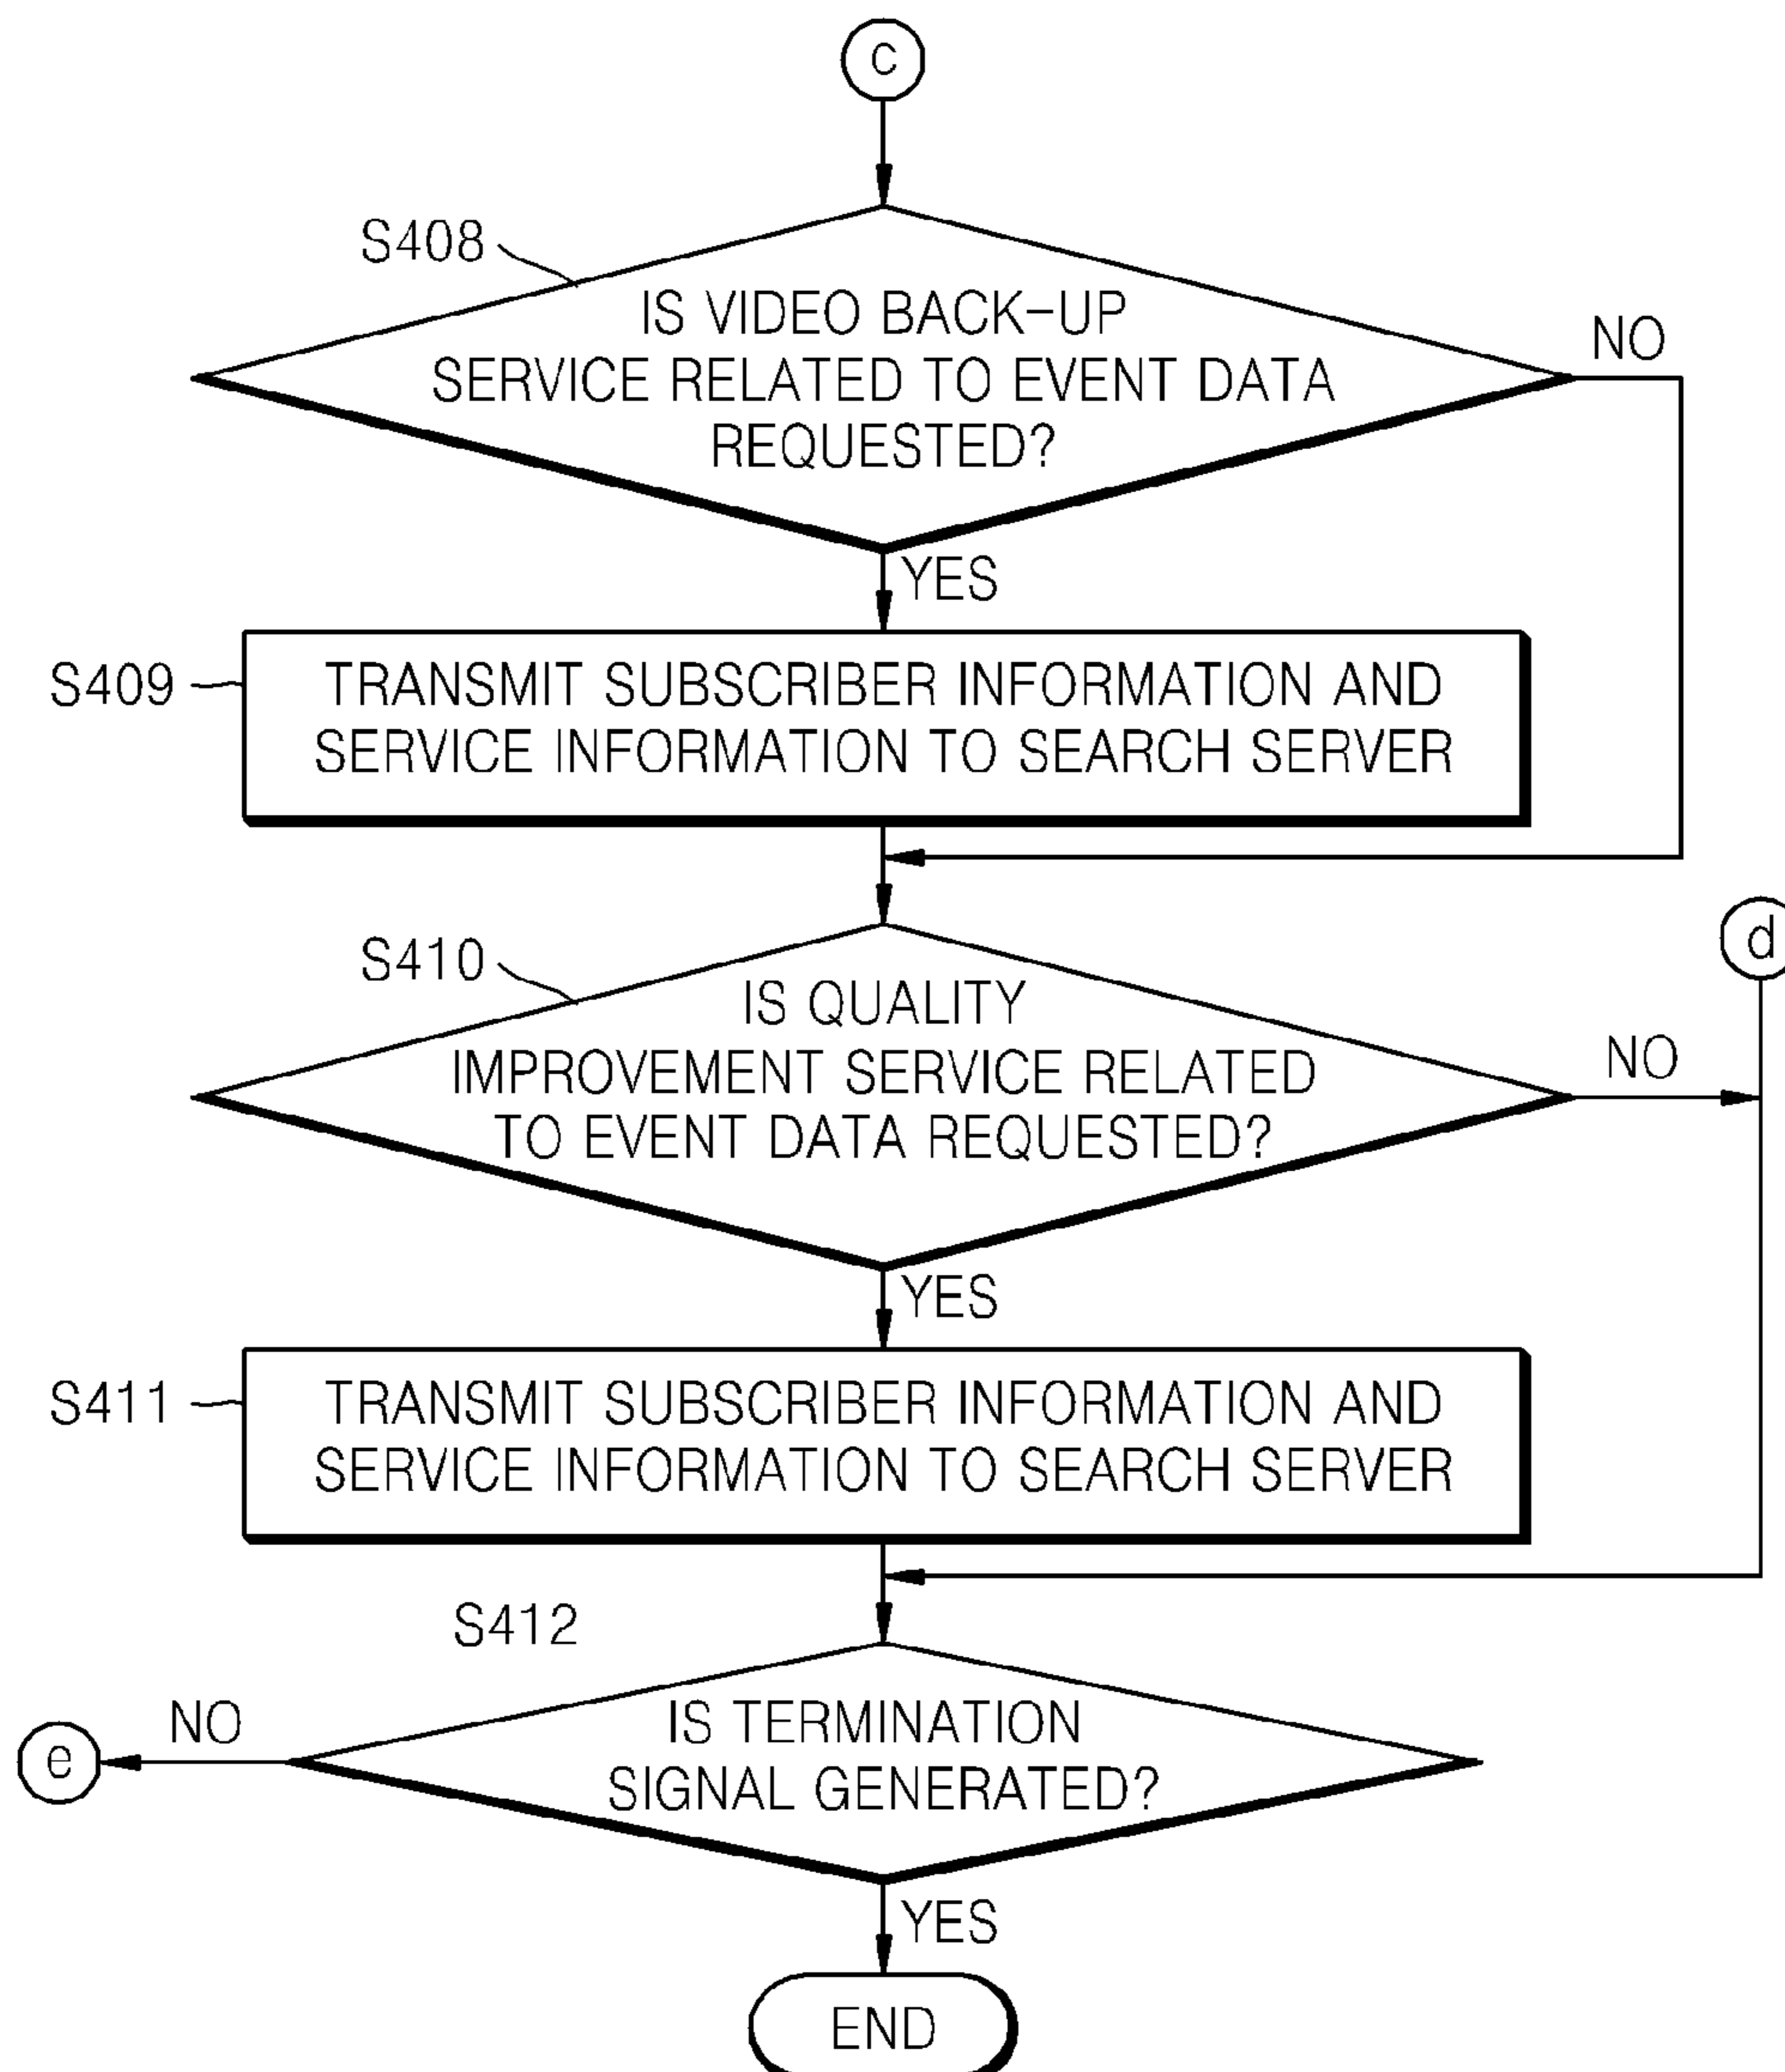 c
S408
IS VIDEO BACK-UP
SERVICE RELATED TO EVENT DATA
REQUESTED?
NO
YES
S409
TRANSMIT SUBSCRIBER INFORMATION AND
SERVICE INFORMATION TO SEARCH SERVER
d
S410
IS QUALITY
IMPROVEMENT SERVICE RELATED
TO EVENT DATA REQUESTED?
NO
YES
S411
TRANSMIT SUBSCRIBER INFORMATION AND
SERVICE INFORMATION TO SEARCH SERVER
S412
IS TERMINATION
SIGNAL GENERATED?
NO
e
YES
END